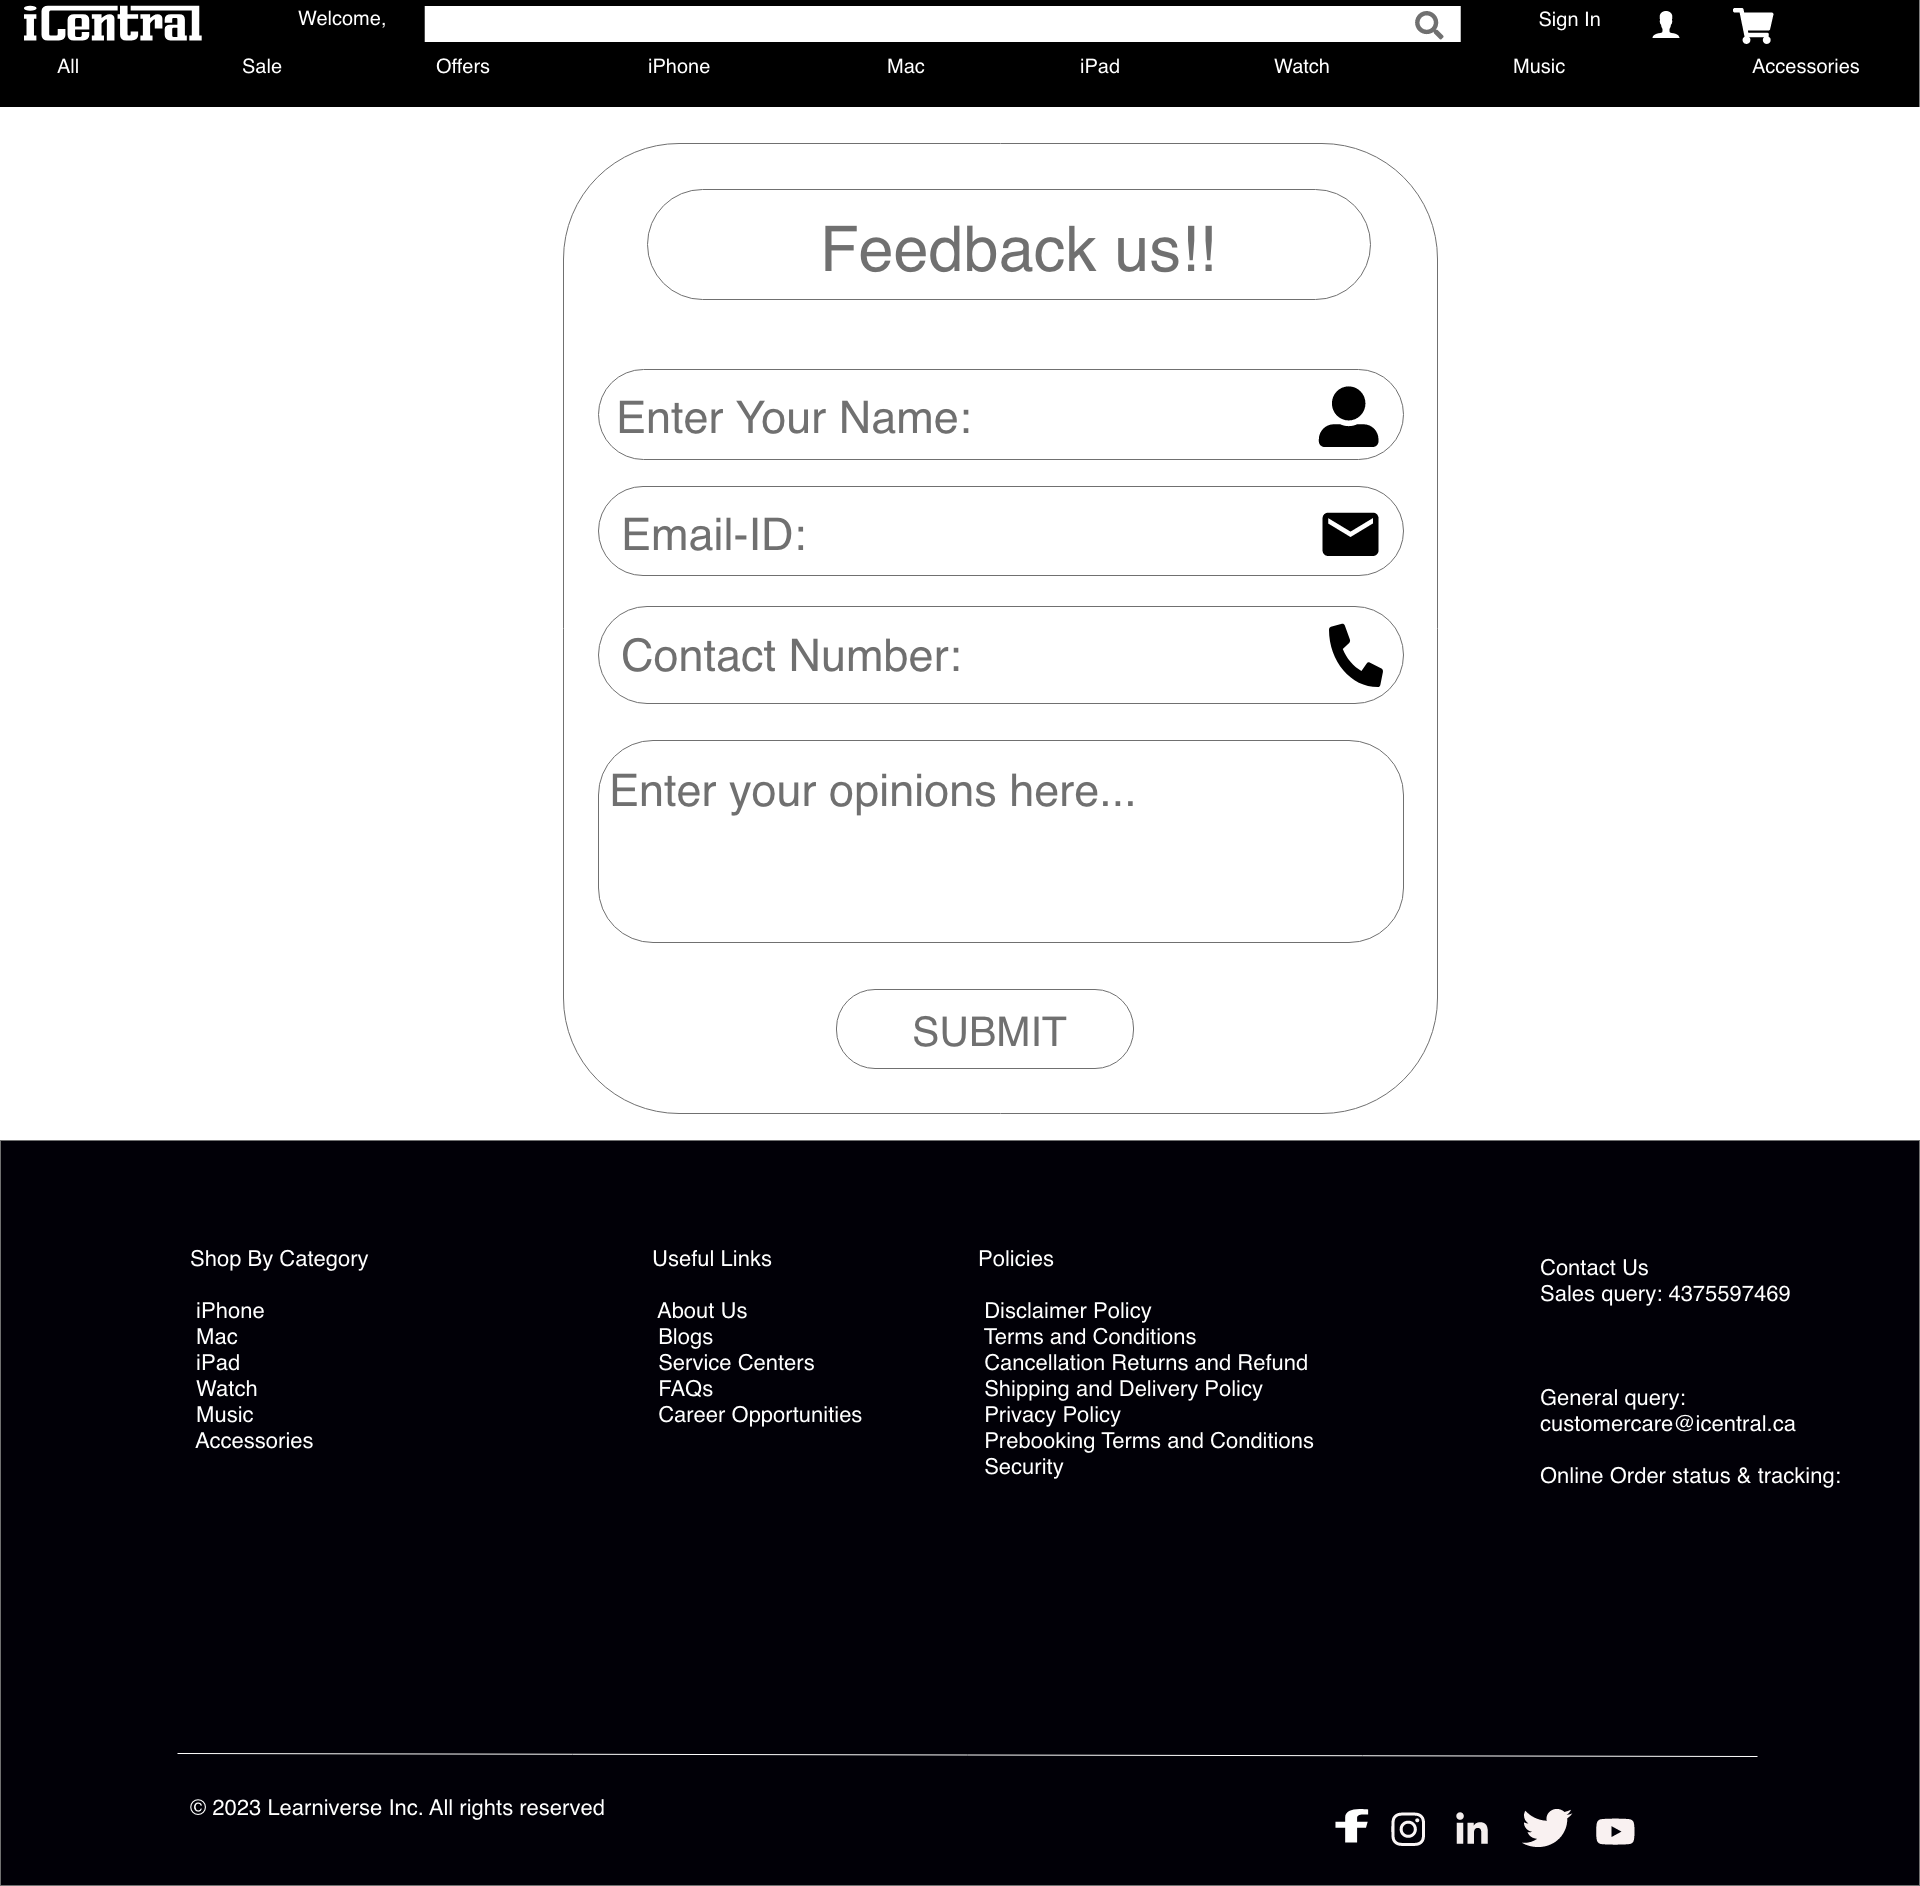 iCentral
Welcome,
Sign In
All
Sale
Offers
iPhone
Mac
iPad
Watch
Music
Accessories
Feedback us!!
Enter Your Name:
Email-ID:
Contact Number:
Enter your opinions here...
SUBMIT
Shop By Category
iPhone
Mac
iPad
Watch
Music
Accessories
Useful Links
About Us
Blogs
Service Centers
FAQs
Career Opportunities
Policies
Disclaimer Policy
Terms and Conditions
Cancellation Returns and Refund
Shipping and Delivery Policy
Privacy Policy
Prebooking Terms and Conditions
Security
Contact Us
Sales query: 4375597469
General query:
customercare@icentral.ca
Online Order status & tracking:
© 2023 Learniverse Inc. All rights reserved